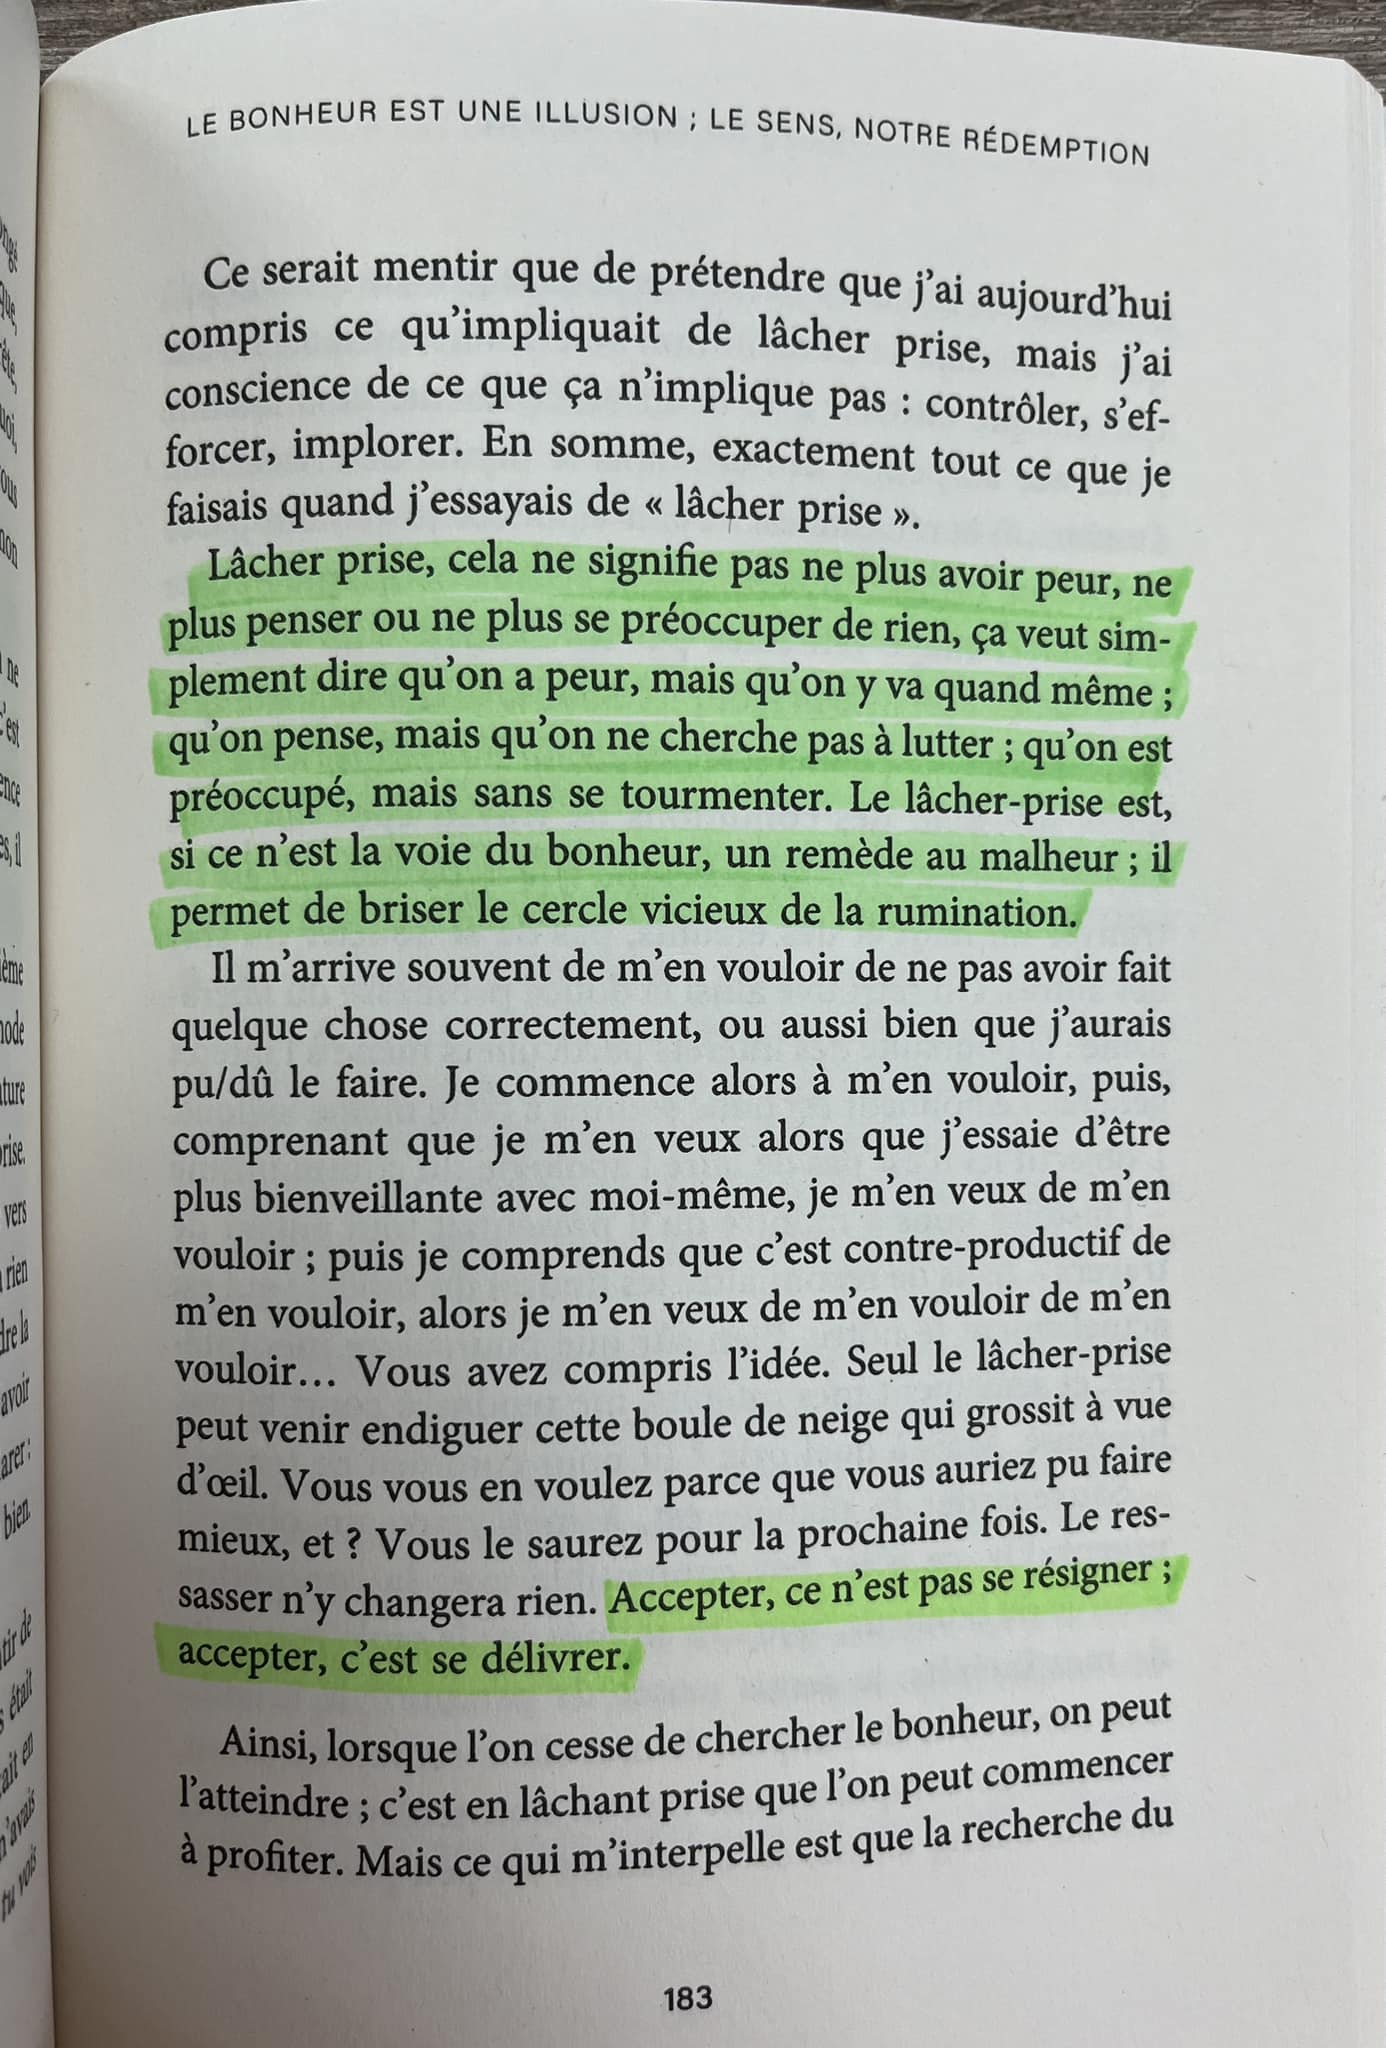 LE BONHEUR EST UNE ILLUSION ; LE SENS, NOTRE RÉDEMPTION
Ce serait mentir que de prétendre que j'ai aujourd'hui
compris ce qu'impliquait de lâcher prise, mais j'ai
conscience de ce que ça n'implique pas : contrôler, s'ef-
forcer, implorer. En somme, exactement tout ce que je
faisais quand j'essayais de « lâcher prise ».
Lâcher prise, cela ne signifie pas ne plus avoir peur, ne
plus penser ou ne plus se préoccuper de rien, ça veut sim-
plement dire qu'on a peur, mais qu'on y va quand même ;
qu'on pense, mais qu'on ne cherche pas à lutter ; qu'on est
préoccupé, mais sans se tourmenter. Le lâcher-prise est,
si ce n'est la voie du bonheur, un remède au malheur ; il
permet de briser le cercle vicieux de la rumination.
Il m'arrive souvent de m'en vouloir de ne pas avoir fait
quelque chose correctement, ou aussi bien que j'aurais
pu/dû le faire. Je commence alors à m'en vouloir, puis,
comprenant que je m'en veux alors que j'essaie d'être
plus bienveillante avec moi-même, je m'en veux de m'en
vouloir ; puis je comprends que c'est contre-productif de
m'en vouloir, alors je m'en veux de m'en vouloir de m'en
vouloir… Vous avez compris l'idée. Seul le lâcher-prise
peut venir endiguer cette boule de neige qui grossit à vue
d'œil. Vous vous en voulez parce que vous auriez pu faire
mieux, et ? Vous le saurez pour la prochaine fois. Le res-
sasser n'y changera rien. Accepter, ce n'est pas se résigner ;
accepter, c'est se délivrer.
Ainsi, lorsque l'on cesse de chercher le bonheur, on peut
l'atteindre ; c'est en lâchant prise que l'on peut commencer
à profiter. Mais ce qui m'interpelle est que la recherche du
183